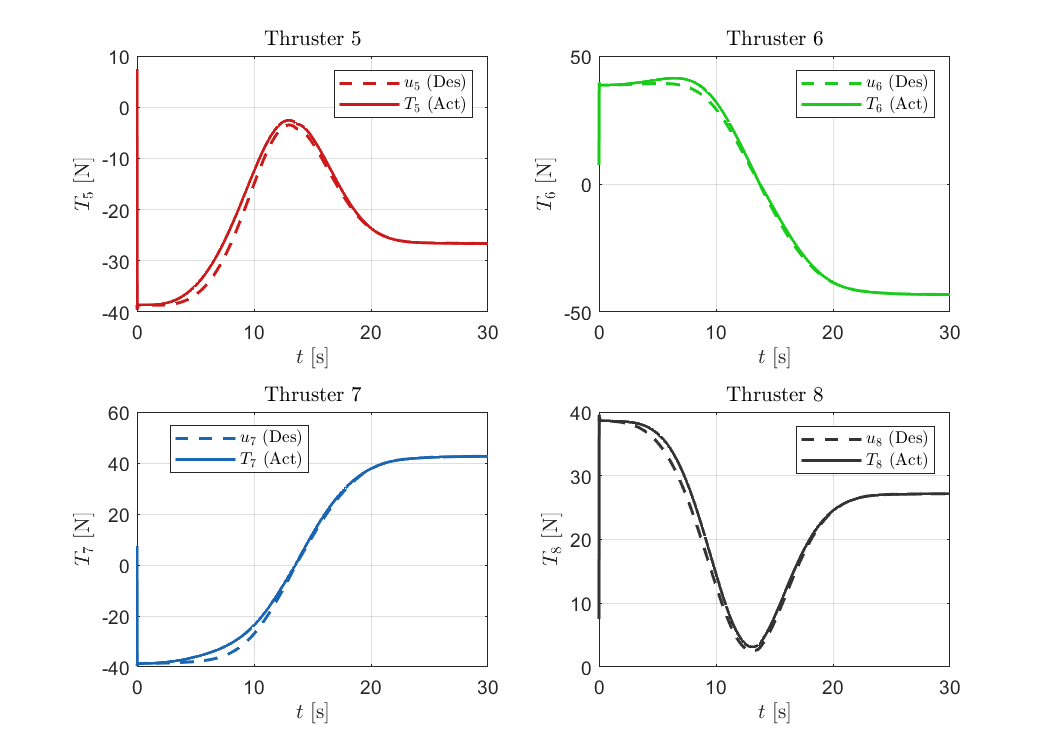 Thruster 5
10
0
-10
-20
-30
-40
T5 [N]
u5 (Des)
T5 (Act)
0 10 20 30
t [s]
Thruster 6
50
0
-50
T6 [N]
u6 (Des)
T6 (Act)
0 10 20 30
t [s]
Thruster 7
60
40
20
0
-20
-40
T7 [N]
u7 (Des)
T7 (Act)
0 10 20 30
t [s]
Thruster 8
40
30
20
10
0
T8 [N]
u8 (Des)
T8 (Act)
0 10 20 30
t [s]